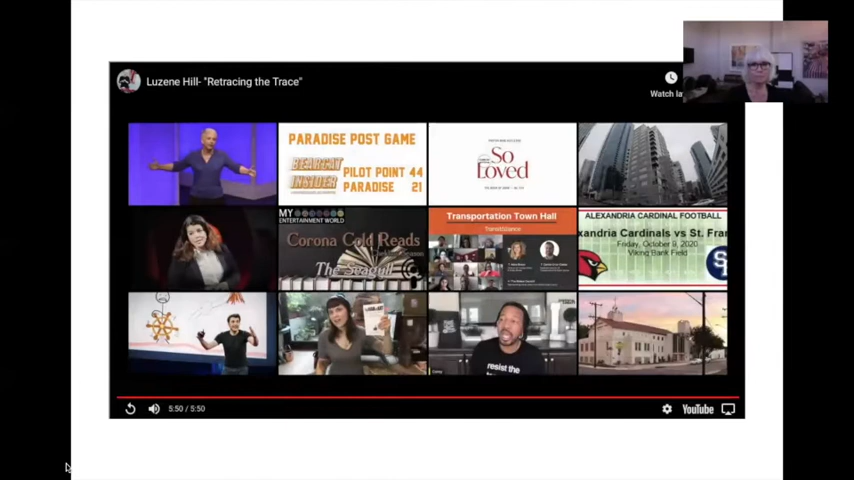 Luzene Hill- "Retracing the Trace"
Watch la
PARADISE POST GAME
BEARCAT
INSIDER
PILOT POINT 44
PARADISE 21
So
Loved
MY
ENTERTAINMENT WORLD
Corona Cold Reads
The Seagull
Transportation Town Hall
ALEXANDRIA CARDINAL FOOTBALL
xandria Cardinals vs St. Fran
Friday, October 9, 2020
Viking Bank Field
resist the
5:50 / 5:50
YouTube